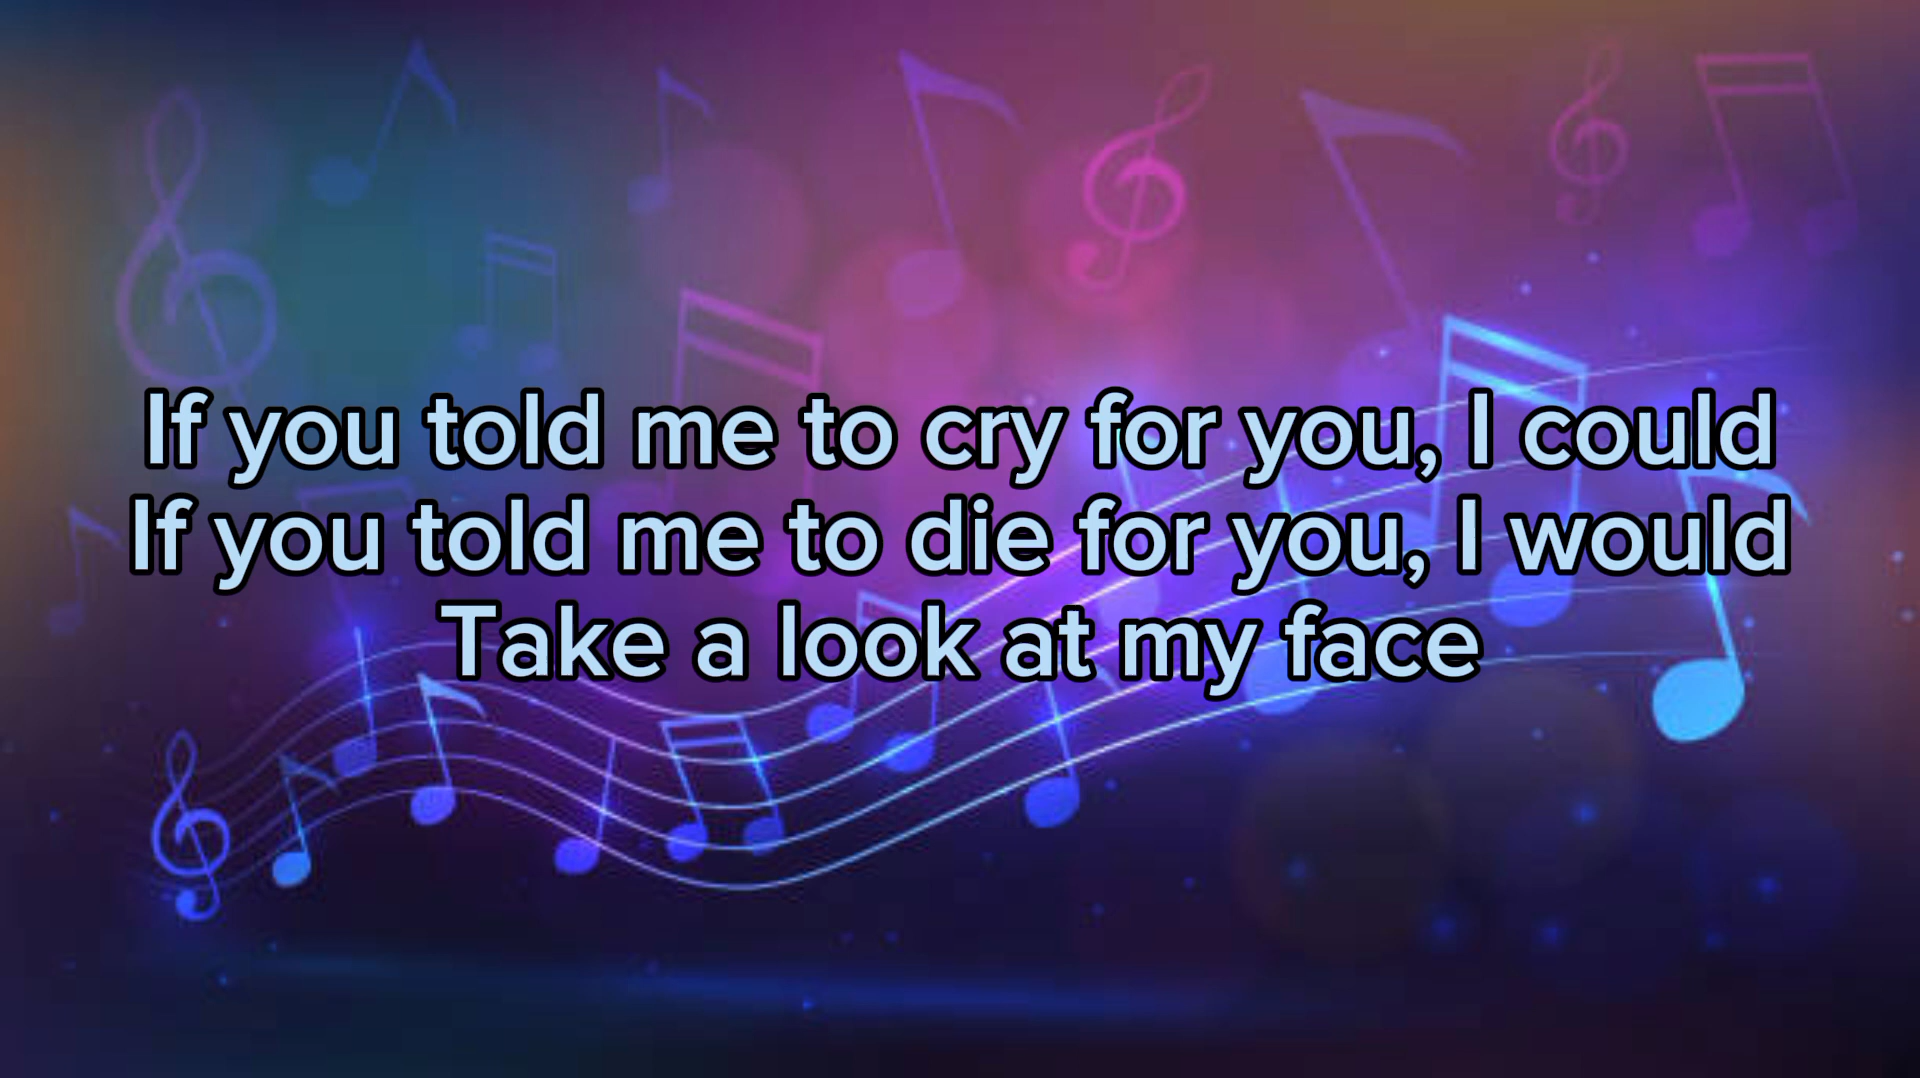 If you told me to cry for you, I could
If you told me to die for you, I would
Take a look at my face